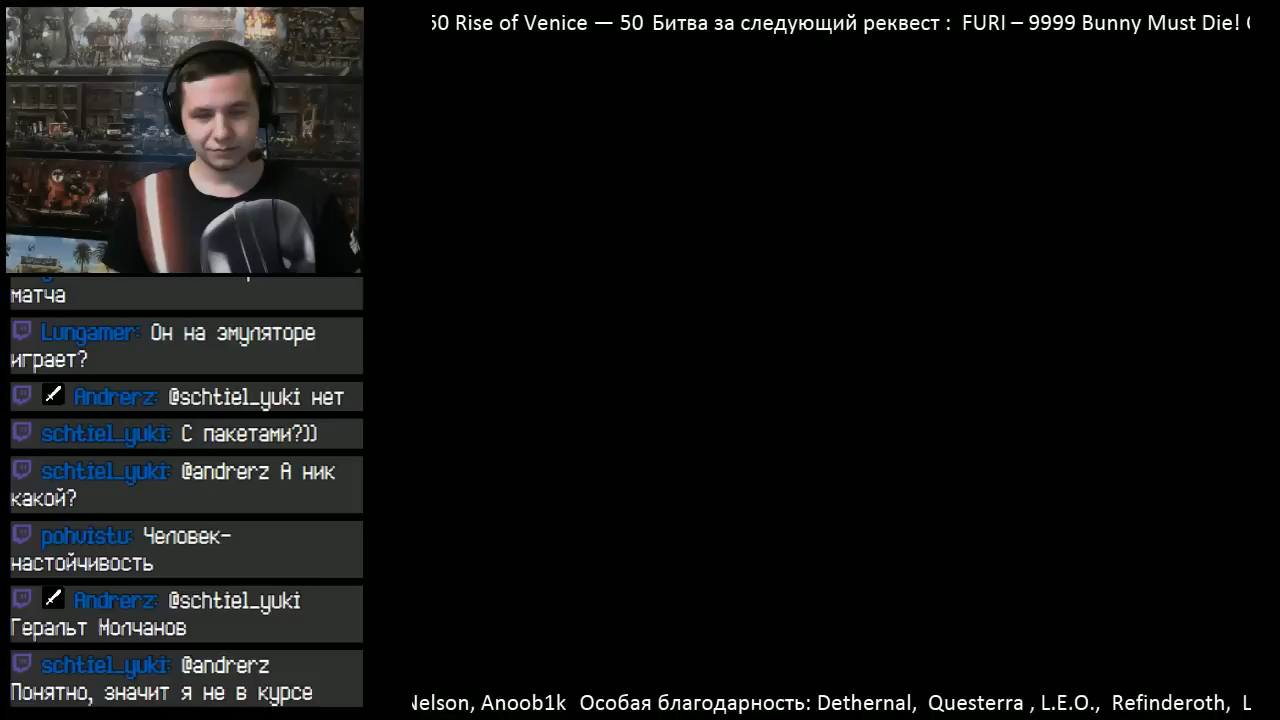 50 Rise of Venice — 50 Битва за следующий реквест : FURI – 9999 Bunny Must Die!
матча
Lungamer: Он на эмуляторе
играет?
Andrerz: @schtiel_yuki нет
schtiel_yuki: С пакетами?))
schtiel_yuki: @andrerz А ник
какой?
pohvistu: Человек-
настойчивость
Andrerz: @schtiel_yuki
Геральт Молчанов
schtiel_yuki: @andrerz
Понятно, значит я не в курсе
Nelson, Anoob1k Особая благодарность: Dethernal, Questerra , L.E.O., Refinderoth, L